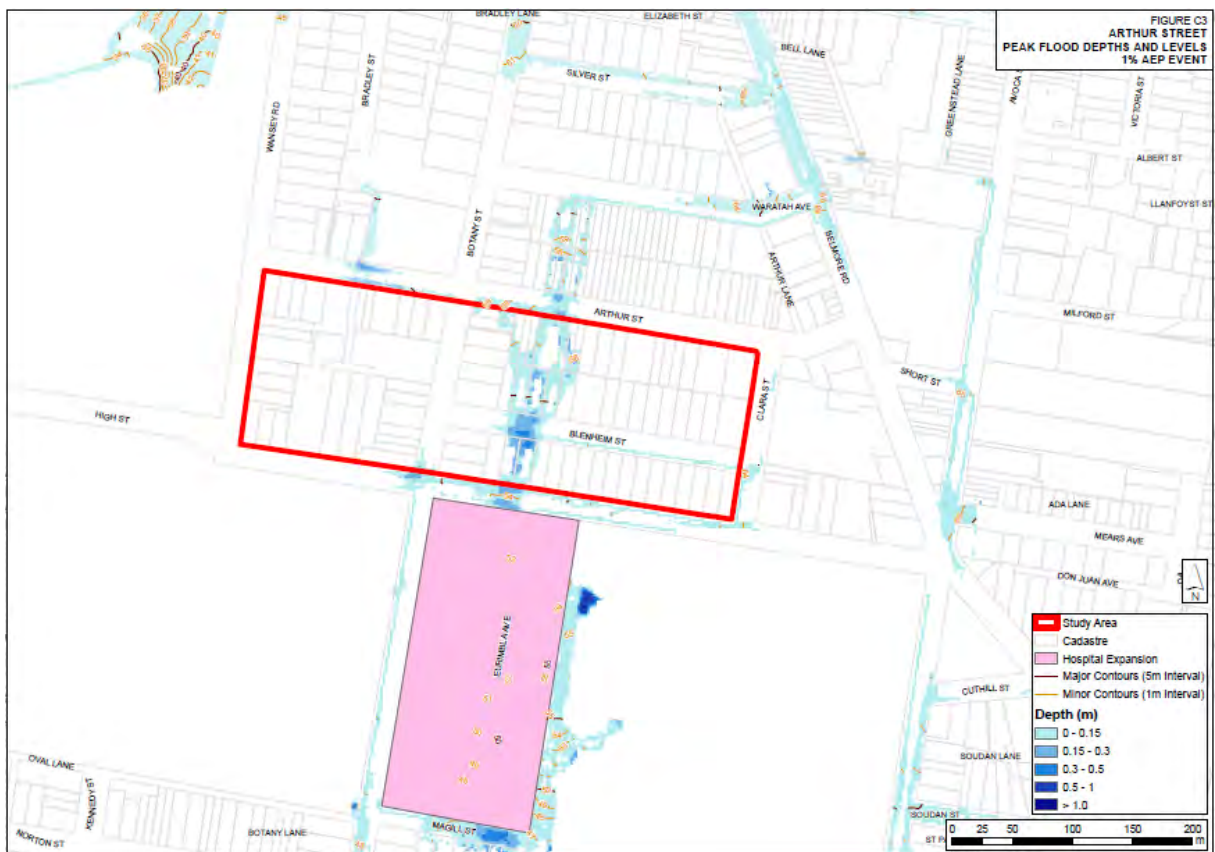 FIGURE C3
ARTHUR STREET
PEAK FLOOD DEPTHS AND LEVELS
1% AEP EVENT
BRADLEY LANE
ELIZABETH ST
BELL LANE
SILVER ST
BRADLEY ST
WANSEY RD
GREENSTEAD LANE
AVOCA S
VICTORIA ST
ALBERT ST
LLANFOYST ST
WARATAH AVE
BOTANY ST
BELMORE RD
ARTHUR LANE
ARTHUR ST
MILFORD ST
SHORT ST
CLARA ST
HIGH ST
BLENHEIM ST
ADA LANE
MEARS AVE
DON JUAN AVE
N
EURIMBLA AVE
CUTHILL ST
SOUDAN LANE
OVAL LANE
KENNEDY ST
NORTON ST
BOTANY LANE
MAGILL ST
SOUDAN ST
ST PA
Study Area
Cadastre
Hospital Expansion
Major Contours (5m Interval)
Minor Contours (1m Interval)
Depth (m)
0 - 0.15
0.15 - 0.3
0.3 - 0.5
0.5 - 1
> 1.0
0 25 50 100 150 200
m